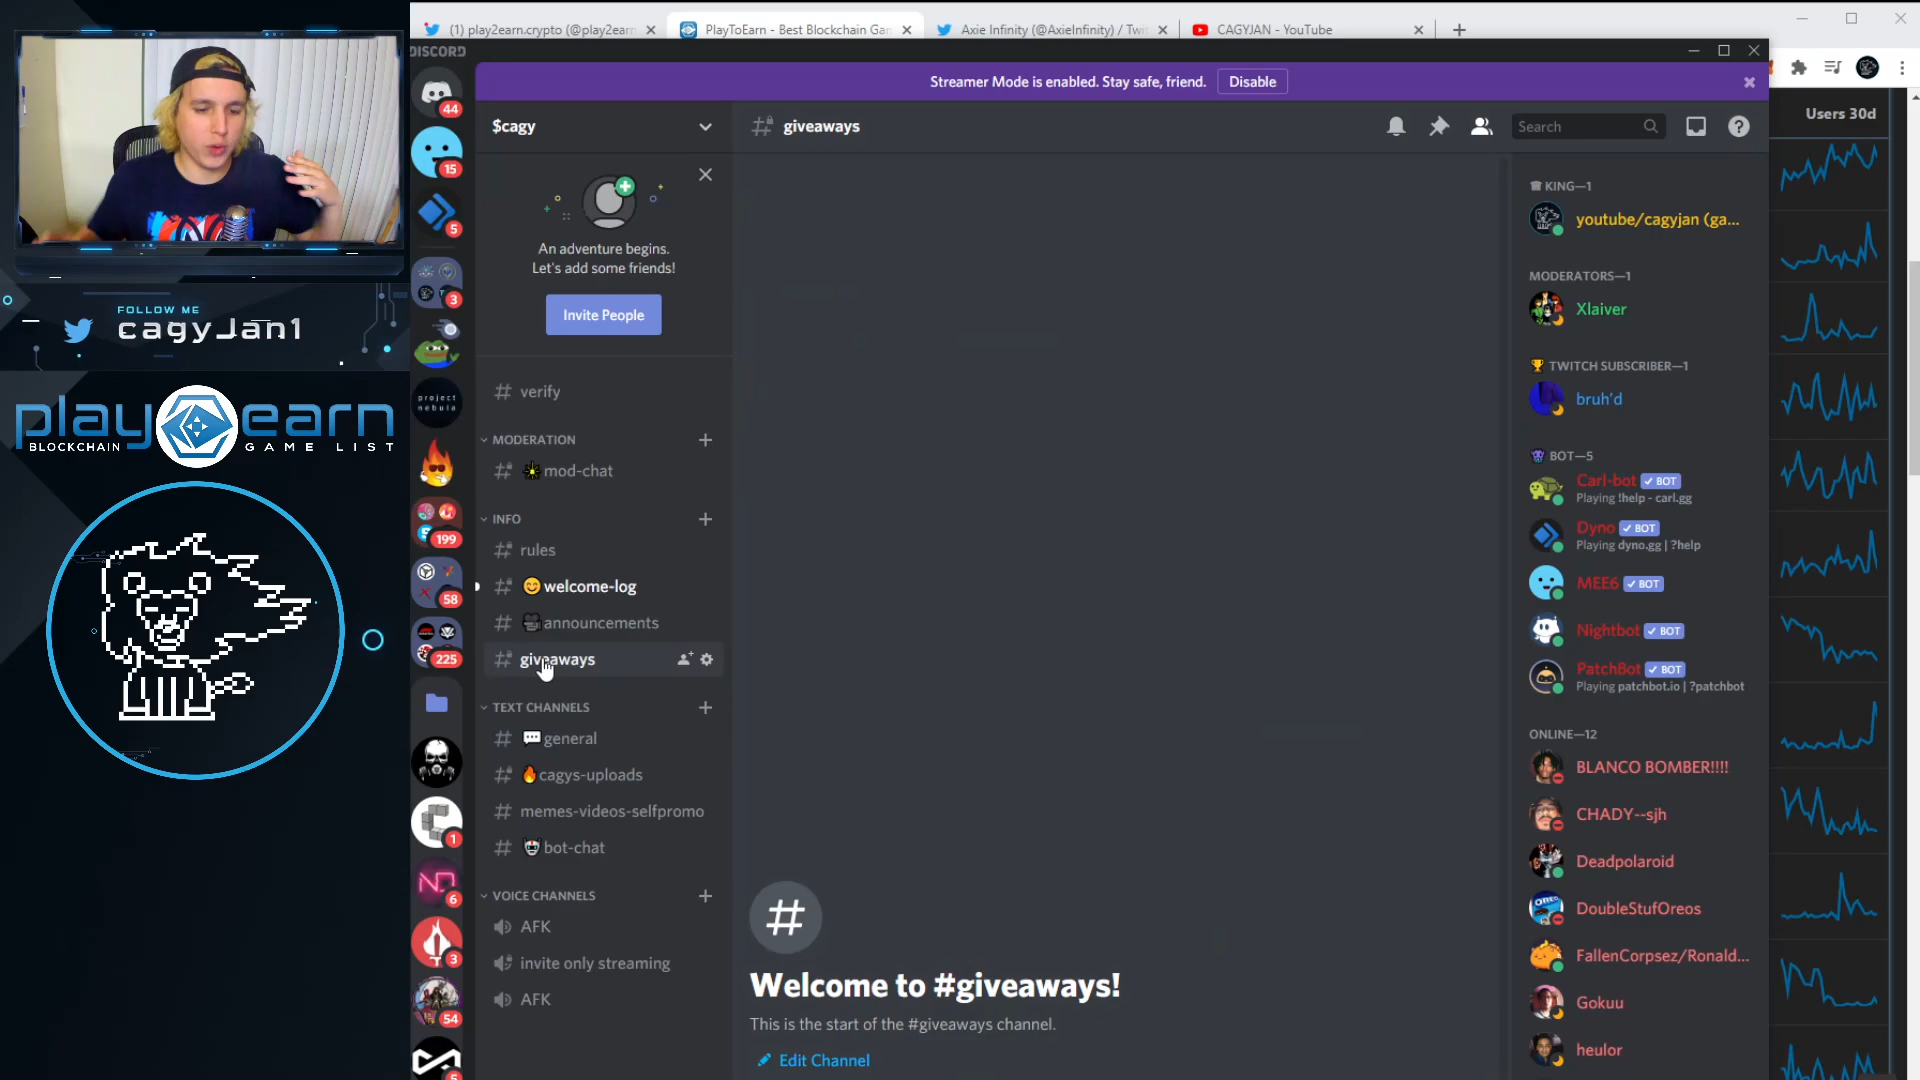 (1) play2earn.crypto (@play2earn
PlayToEarn - Best Blockchain Gam
Axie Infinity (@AxieInfinity) / Twi
CAGYJAN - YouTube
DISCORD
Streamer Mode is enabled. Stay safe, friend.
Disable
Users 30d
44
15
5
3
project
nebula
199
58
225
1
6
3
54
5
FOLLOW ME
cagyJan1
play earn
BLOCKCHAIN GAME LIST
$cagy
An adventure begins.
Let's add some friends!
Invite People
# verify
MODERATION
mod-chat
INFO
rules
welcome-log
announcements
giveaways
TEXT CHANNELS
general
cagys-uploads
# memes-videos-selfpromo
bot-chat
VOICE CHANNELS
AFK
invite only streaming
AFK
giveaways
Search
Welcome to #giveaways!
This is the start of the #giveaways channel.
Edit Channel
KING—1
youtube/cagyjan (ga...
MODERATORS—1
Xlaiver
TWITCH SUBSCRIBER—1
bruh'd
BOT—5
Carl-bot BOT
Playing !help - carl.gg
Dyno BOT
Playing dyno.gg | ?help
MEE6 BOT
Nightbot BOT
PatchBot BOT
Playing patchbot.io | ?patchbot
ONLINE—12
BLANCO BOMBER!!!!
CHADY--sjh
Deadpolaroid
OREO
DoubleStufOreos
FallenCorpsez/Ronald...
Gokuu
heulor